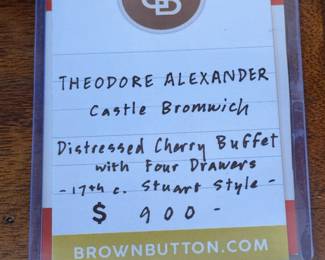 THEODORE ALEXANDER
Castle Bromwich
Distressed Cherry Buffet
with Four Drawers
- 17th c. Stuart Style -
$ 900 -
BROWNBUTTON.COM